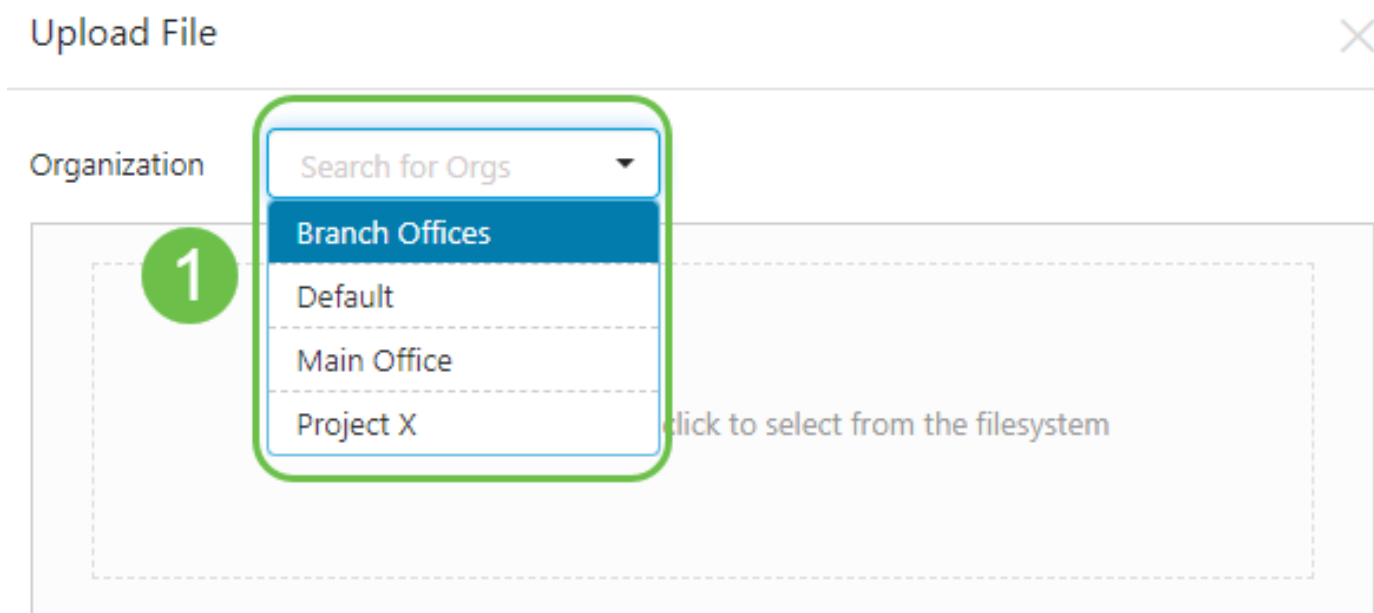 Upload File
Organization
Search for Orgs
Branch Offices
1
Default
Main Office
Project X
click to select from the filesystem